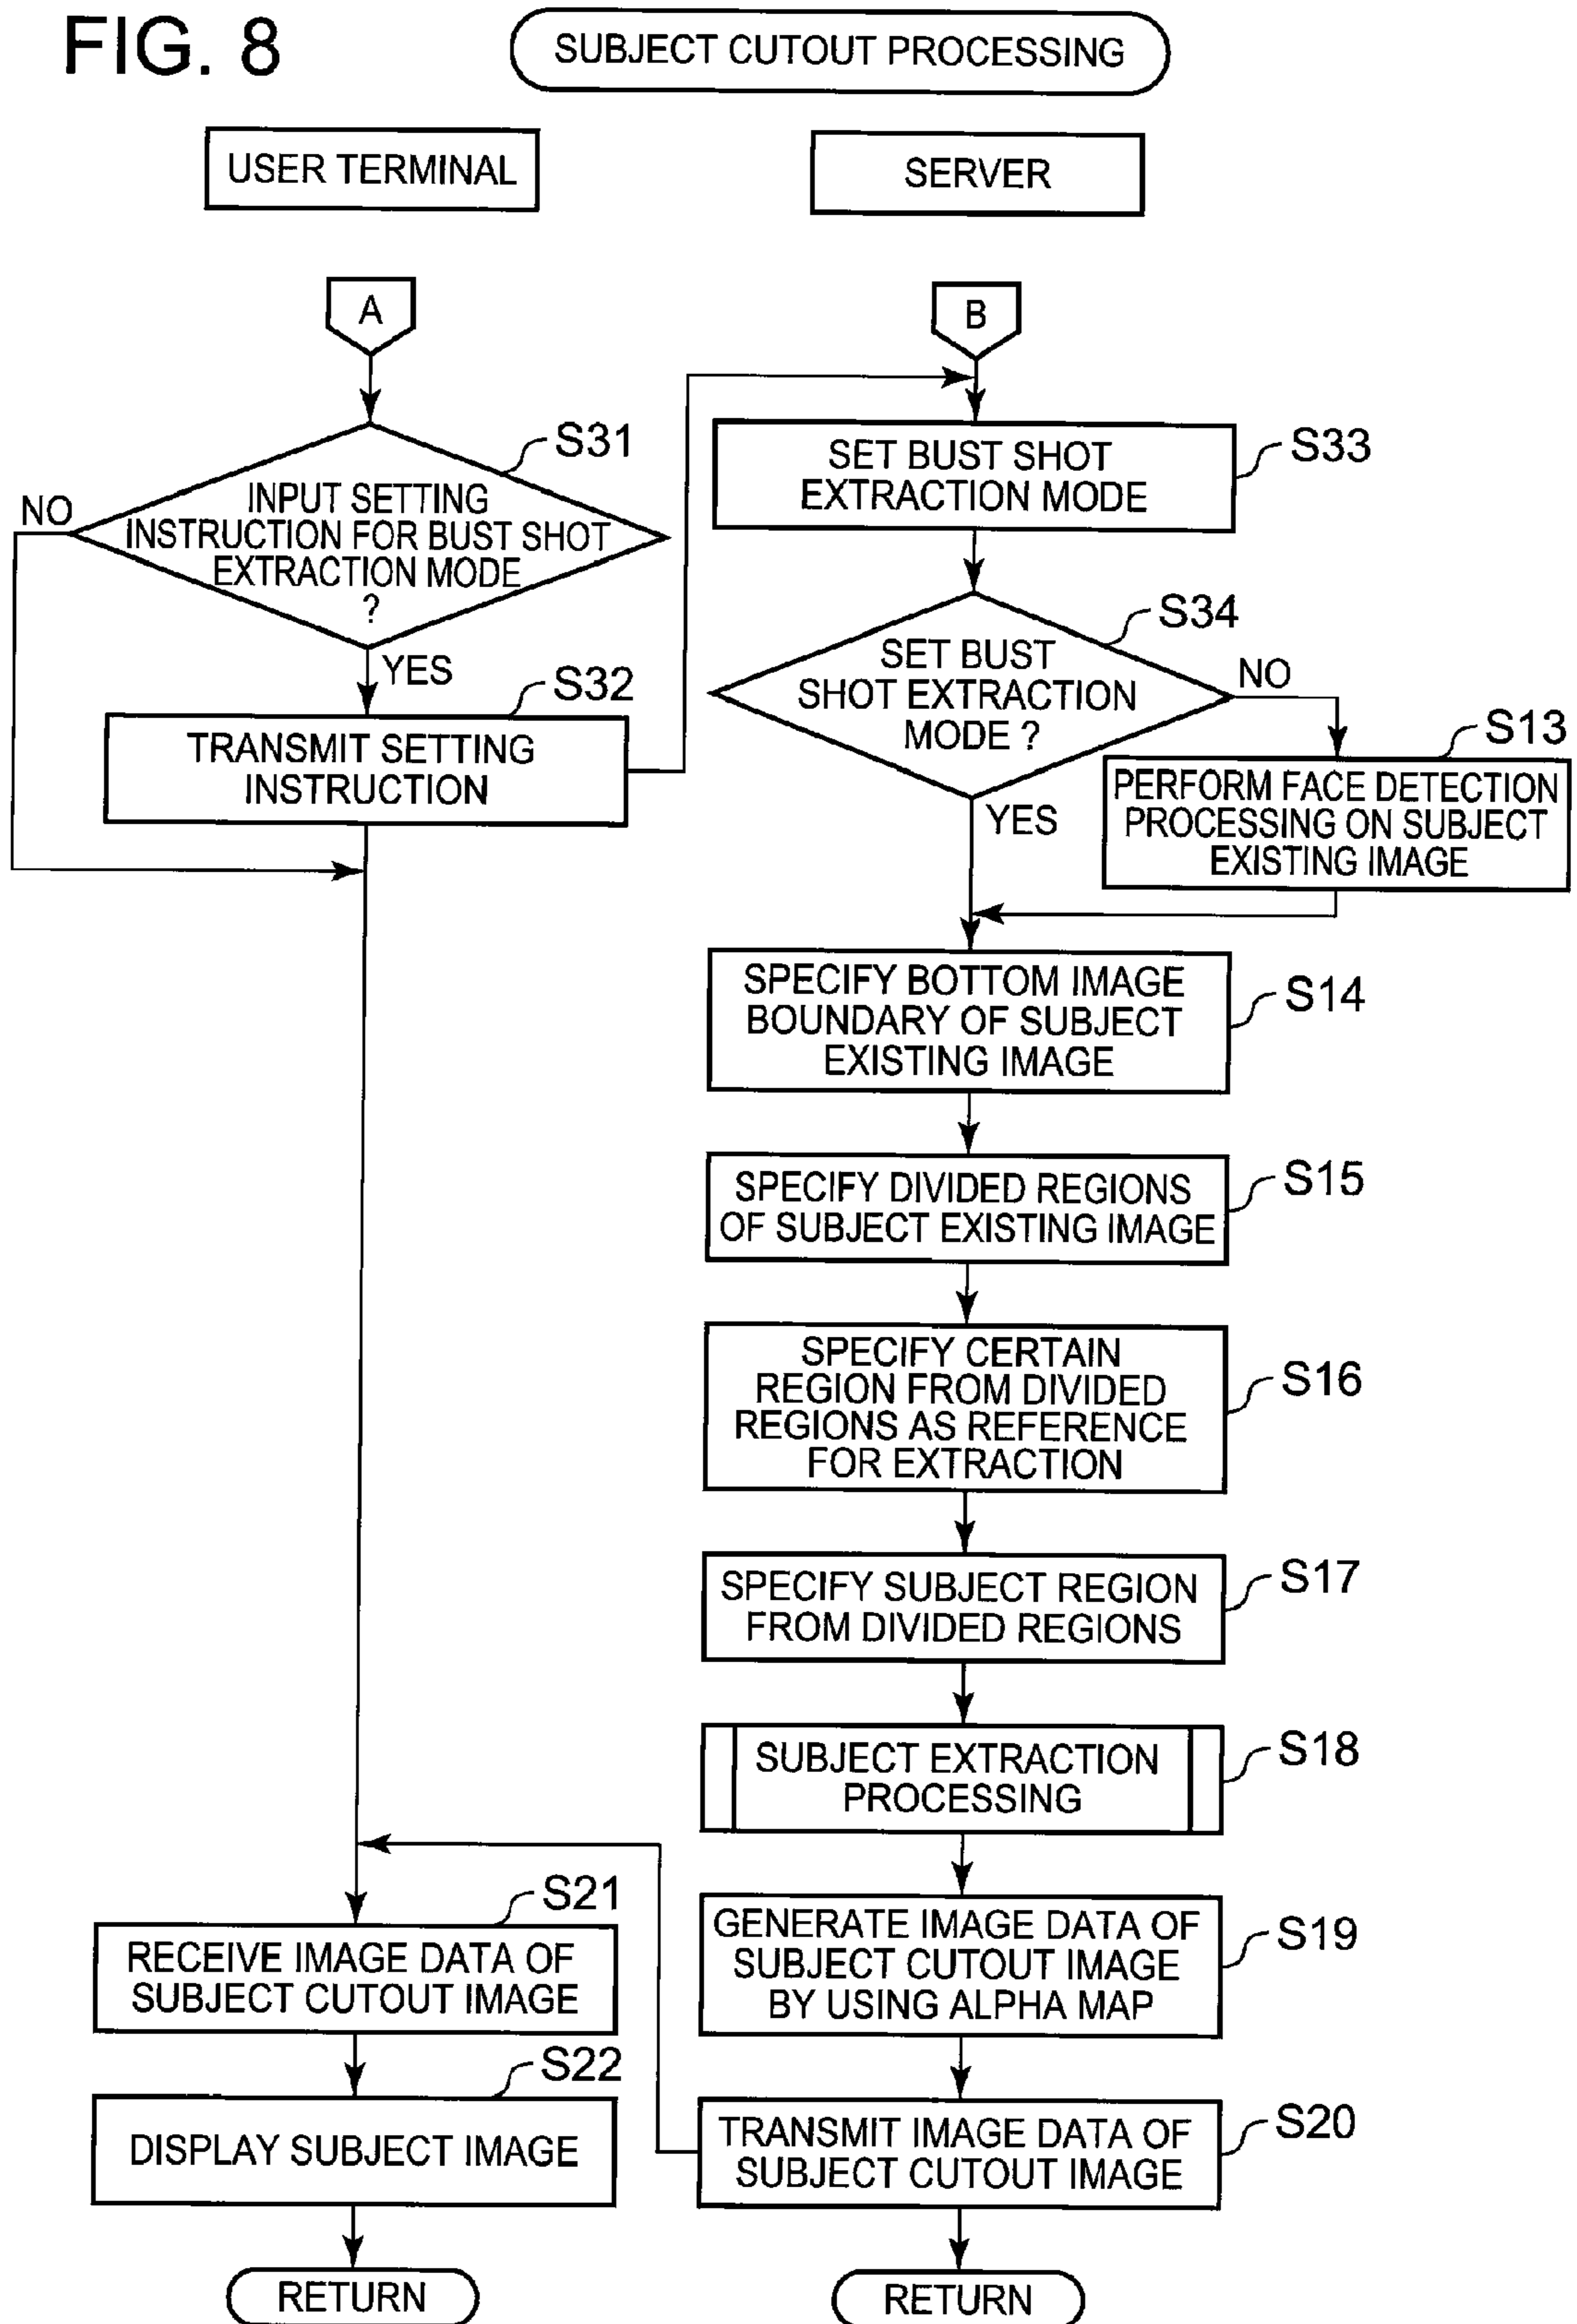 FIG. 8
SUBJECT CUTOUT PROCESSING
USER TERMINAL
SERVER
A
B
S31
INPUT SETTING
INSTRUCTION FOR BUST SHOT
EXTRACTION MODE
?
NO
YES
S32
TRANSMIT SETTING
INSTRUCTION
S33
SET BUST SHOT
EXTRACTION MODE
S34
SET BUST
SHOT EXTRACTION
MODE ?
NO
YES
S13
PERFORM FACE DETECTION
PROCESSING ON SUBJECT
EXISTING IMAGE
S14
SPECIFY BOTTOM IMAGE
BOUNDARY OF SUBJECT
EXISTING IMAGE
S15
SPECIFY DIVIDED REGIONS
OF SUBJECT EXISTING IMAGE
S16
SPECIFY CERTAIN
REGION FROM DIVIDED
REGIONS AS REFERENCE
FOR EXTRACTION
S17
SPECIFY SUBJECT REGION
FROM DIVIDED REGIONS
S18
SUBJECT EXTRACTION
PROCESSING
S19
GENERATE IMAGE DATA OF
SUBJECT CUTOUT IMAGE
BY USING ALPHA MAP
S20
TRANSMIT IMAGE DATA OF
SUBJECT CUTOUT IMAGE
RETURN
S21
RECEIVE IMAGE DATA OF
SUBJECT CUTOUT IMAGE
S22
DISPLAY SUBJECT IMAGE
RETURN